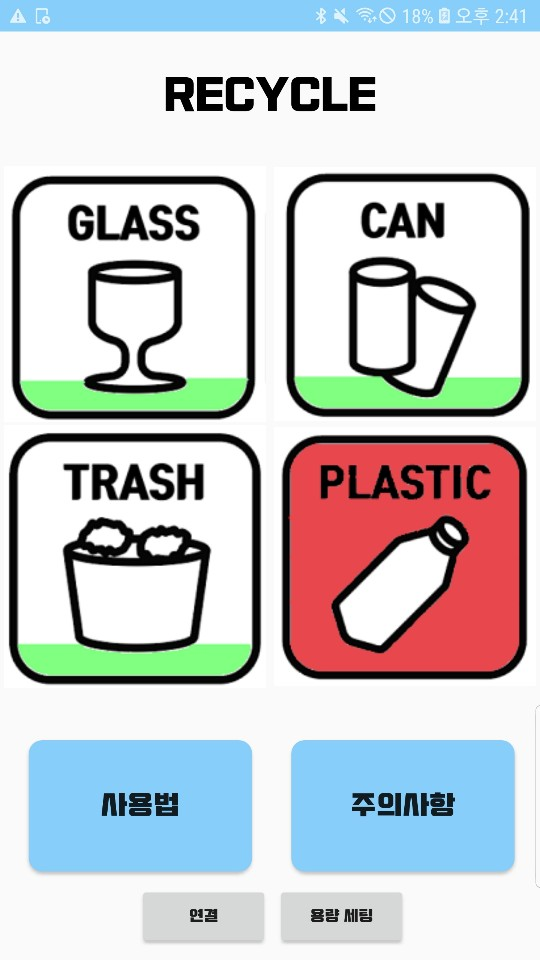 18% 오후 2:41
RECYCLE
GLASS
CAN
TRASH
PLASTIC
사용법
주의사항
연결
용량 세팅